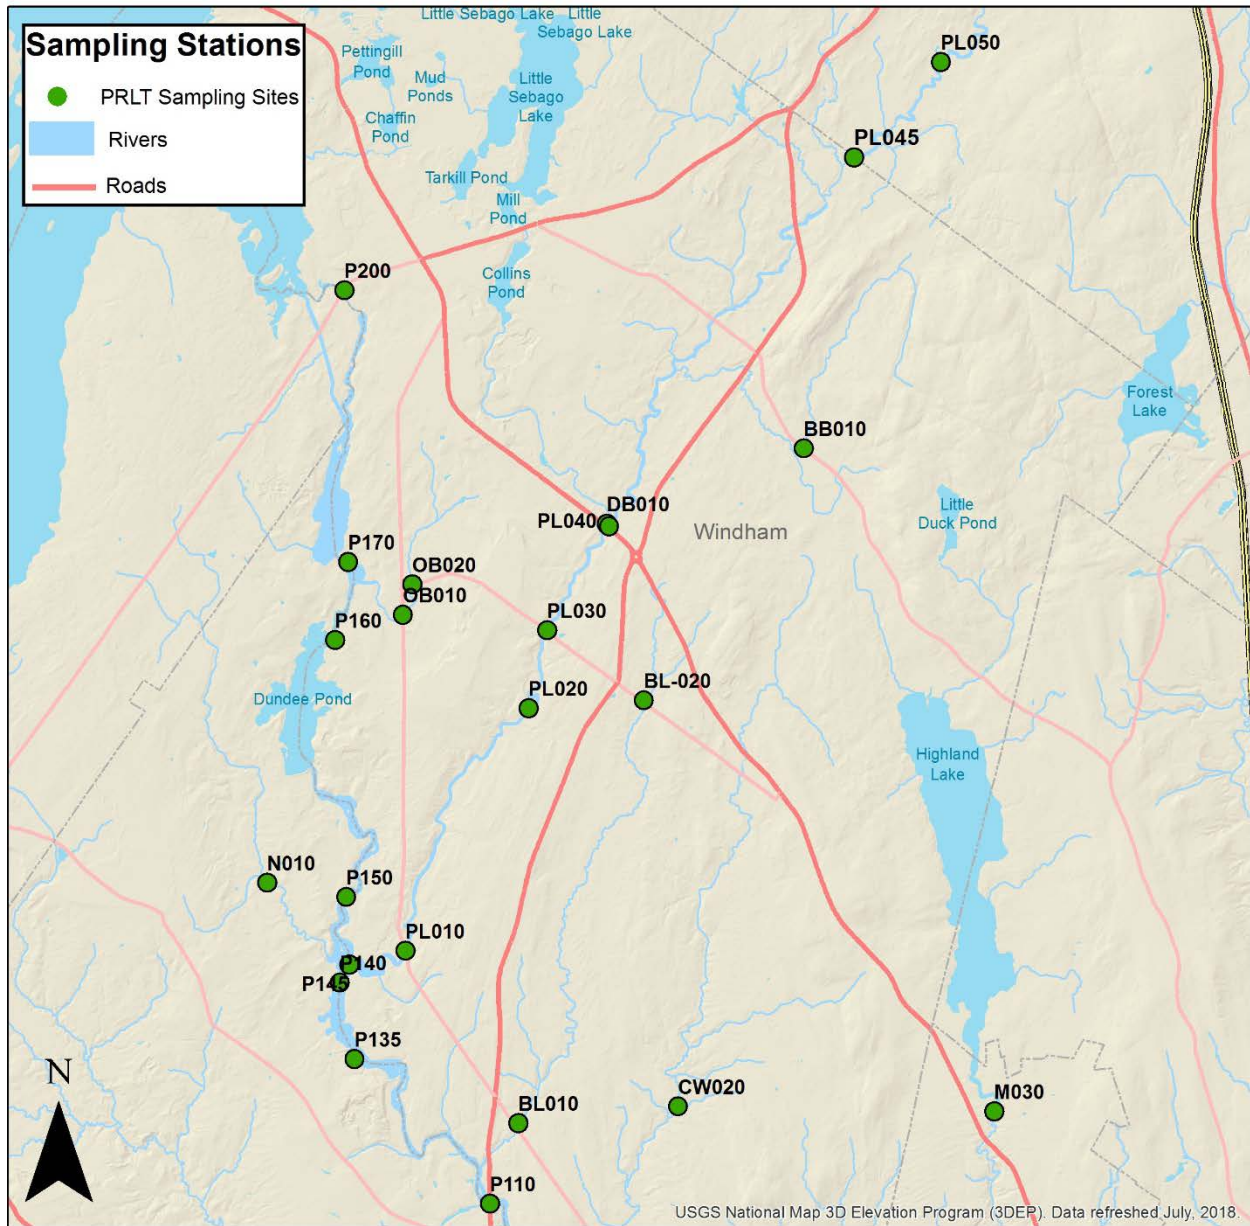 Sampling Stations
PRLT Sampling Sites
Rivers
Roads
Little Sebago Lake
Little
Sebago Lake
Pettingill
Pond
Mud
Ponds
Little
Sebago
Lake
Chaffin
Pond
Tarkill Pond
Mill
Pond
Collins
Pond
PL050
PL045
P200
Forest
Lake
BB010
Little
Duck Pond
DB010
PL040
Windham
P170
OB020
OB010
P160
PL030
PL020
BL-020
Dundee Pond
Highland
Lake
N010
P150
PL010
P140
P145
P135
N
BL010
CW020
M030
P110
USGS National Map 3D Elevation Program (3DEP). Data refreshed July, 2018.